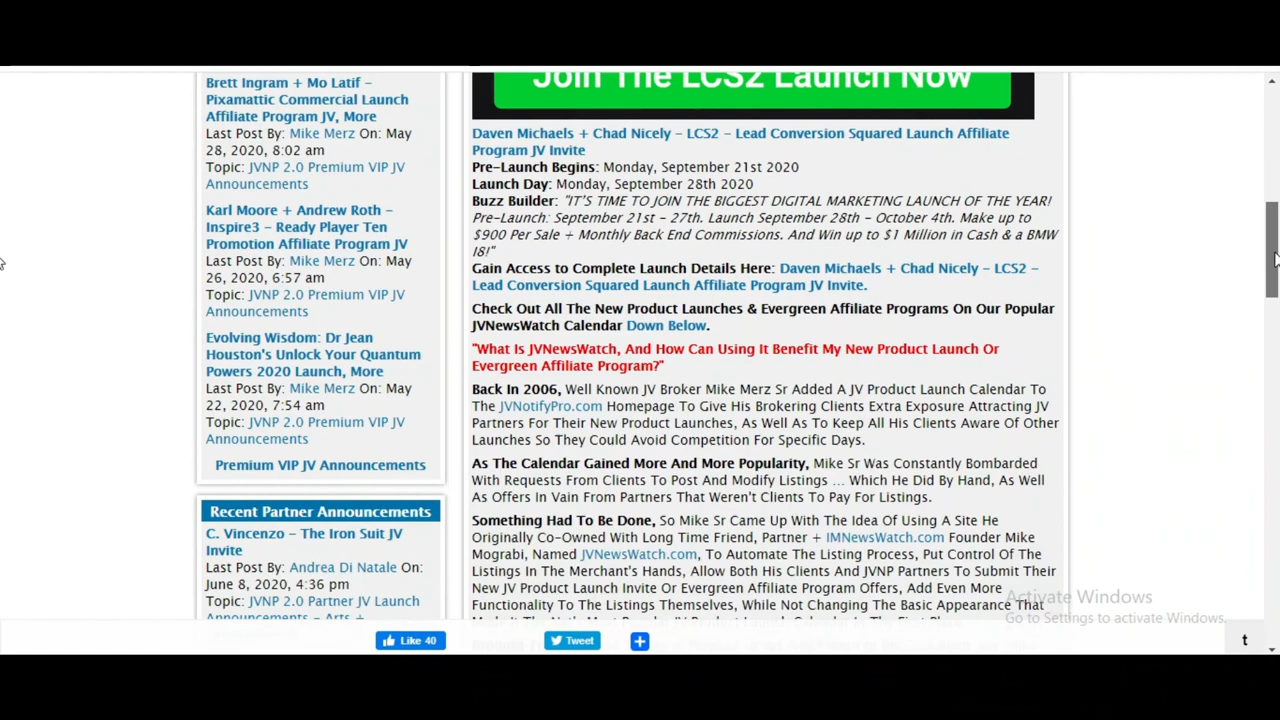 Brett Ingram + Mo Latif –
Pixamattic Commercial Launch
Affiliate Program JV, More
Last Post By: Mike Merz On: May
28, 2020, 8:02 am
Topic: JVNP 2.0 Premium VIP JV
Announcements
Karl Moore + Andrew Roth –
Inspire3 – Ready Player Ten
Promotion Affiliate Program JV
Last Post By: Mike Merz On: May
26, 2020, 6:57 am
Topic: JVNP 2.0 Premium VIP JV
Announcements
Evolving Wisdom: Dr Jean
Houston's Unlock Your Quantum
Powers 2020 Launch, More
Last Post By: Mike Merz On: May
22, 2020, 7:54 am
Topic: JVNP 2.0 Premium VIP JV
Announcements
Premium VIP JV Announcements
Recent Partner Announcements
C. Vincenzo – The Iron Suit JV
Invite
Last Post By: Andrea Di Natale On:
June 8, 2020, 4:36 pm
Topic: JVNP 2.0 Partner JV Launch
Announcements – Arts +
Join The LCS2 Launch Now
Daven Michaels + Chad Nicely – LCS2 – Lead Conversion Squared Launch Affiliate
Program JV Invite
Pre-Launch Begins: Monday, September 21st 2020
Launch Day: Monday, September 28th 2020
Buzz Builder: "IT'S TIME TO JOIN THE BIGGEST DIGITAL MARKETING LAUNCH OF THE YEAR!
Pre-Launch: September 21st – 27th. Launch September 28th – October 4th. Make up to
$900 Per Sale + Monthly Back End Commissions. And Win up to $1 Million in Cash & a BMW
I8!"
Gain Access to Complete Launch Details Here: Daven Michaels + Chad Nicely – LCS2 –
Lead Conversion Squared Launch Affiliate Program JV Invite.
Check Out All The New Product Launches & Evergreen Affiliate Programs On Our Popular
JVNewsWatch Calendar Down Below.
"What Is JVNewsWatch, And How Can Using It Benefit My New Product Launch Or
Evergreen Affiliate Program?"
Back In 2006, Well Known JV Broker Mike Merz Sr Added A JV Product Launch Calendar To
The JVNotifyPro.com Homepage To Give His Brokering Clients Extra Exposure Attracting JV
Partners For Their New Product Launches, As Well As To Keep All His Clients Aware Of Other
Launches So They Could Avoid Competition For Specific Days.
As The Calendar Gained More And More Popularity, Mike Sr Was Constantly Bombarded
With Requests From Clients To Post And Modify Listings ... Which He Did By Hand, As Well
As Offers In Vain From Partners That Weren't Clients To Pay For Listings.
Something Had To Be Done, So Mike Sr Came Up With The Idea Of Using A Site He
Originally Co-Owned With Long Time Friend, Partner + IMNewsWatch.com Founder Mike
Mograbi, Named JVNewsWatch.com, To Automate The Listing Process, Put Control Of The
Listings In The Merchant's Hands, Allow Both His Clients And JVNP Partners To Submit Their
New JV Product Launch Invite Or Evergreen Affiliate Program Offers, Add Even More
Functionality To The Listings Themselves, While Not Changing The Basic Appearance That
Activate Windows
Go to Settings to activate Windows.
Like 40
Tweet
t